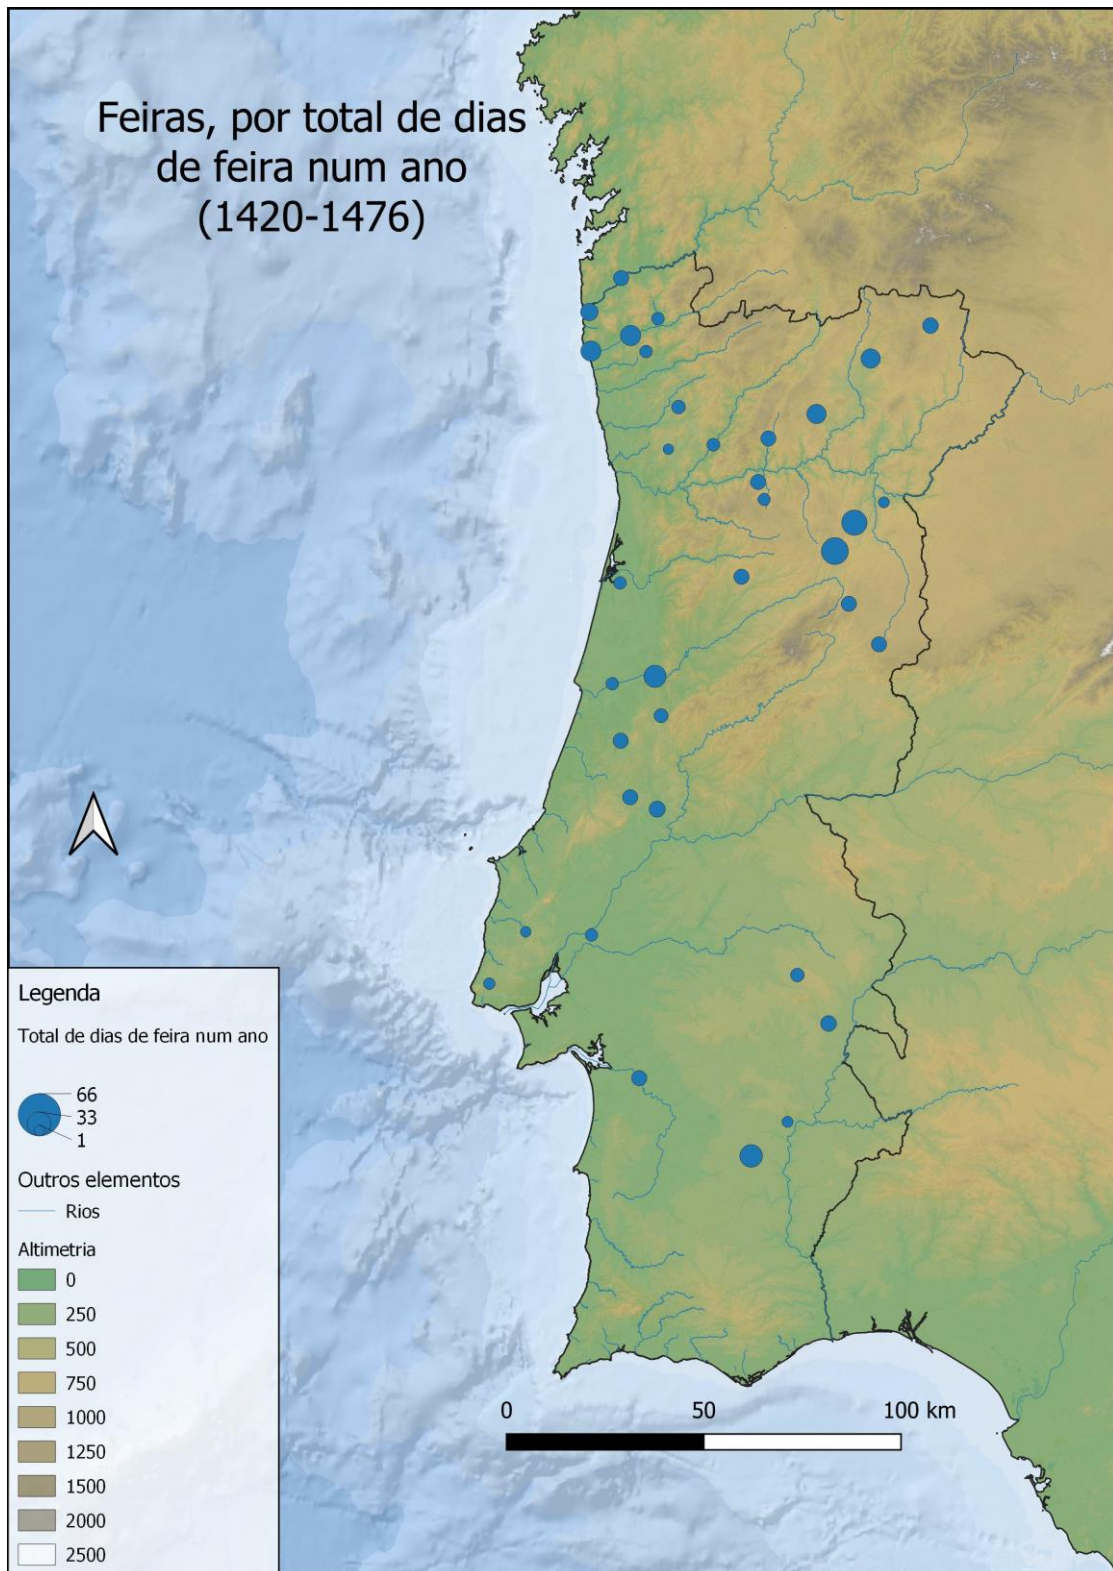 Feiras, por total de dias
de feira num ano
(1420-1476)
Legenda
Total de dias de feira num ano
66
33
1
Outros elementos
Rios
Altimetria
0
250
500
750
1000
1250
1500
2000
2500
0 50 100 km